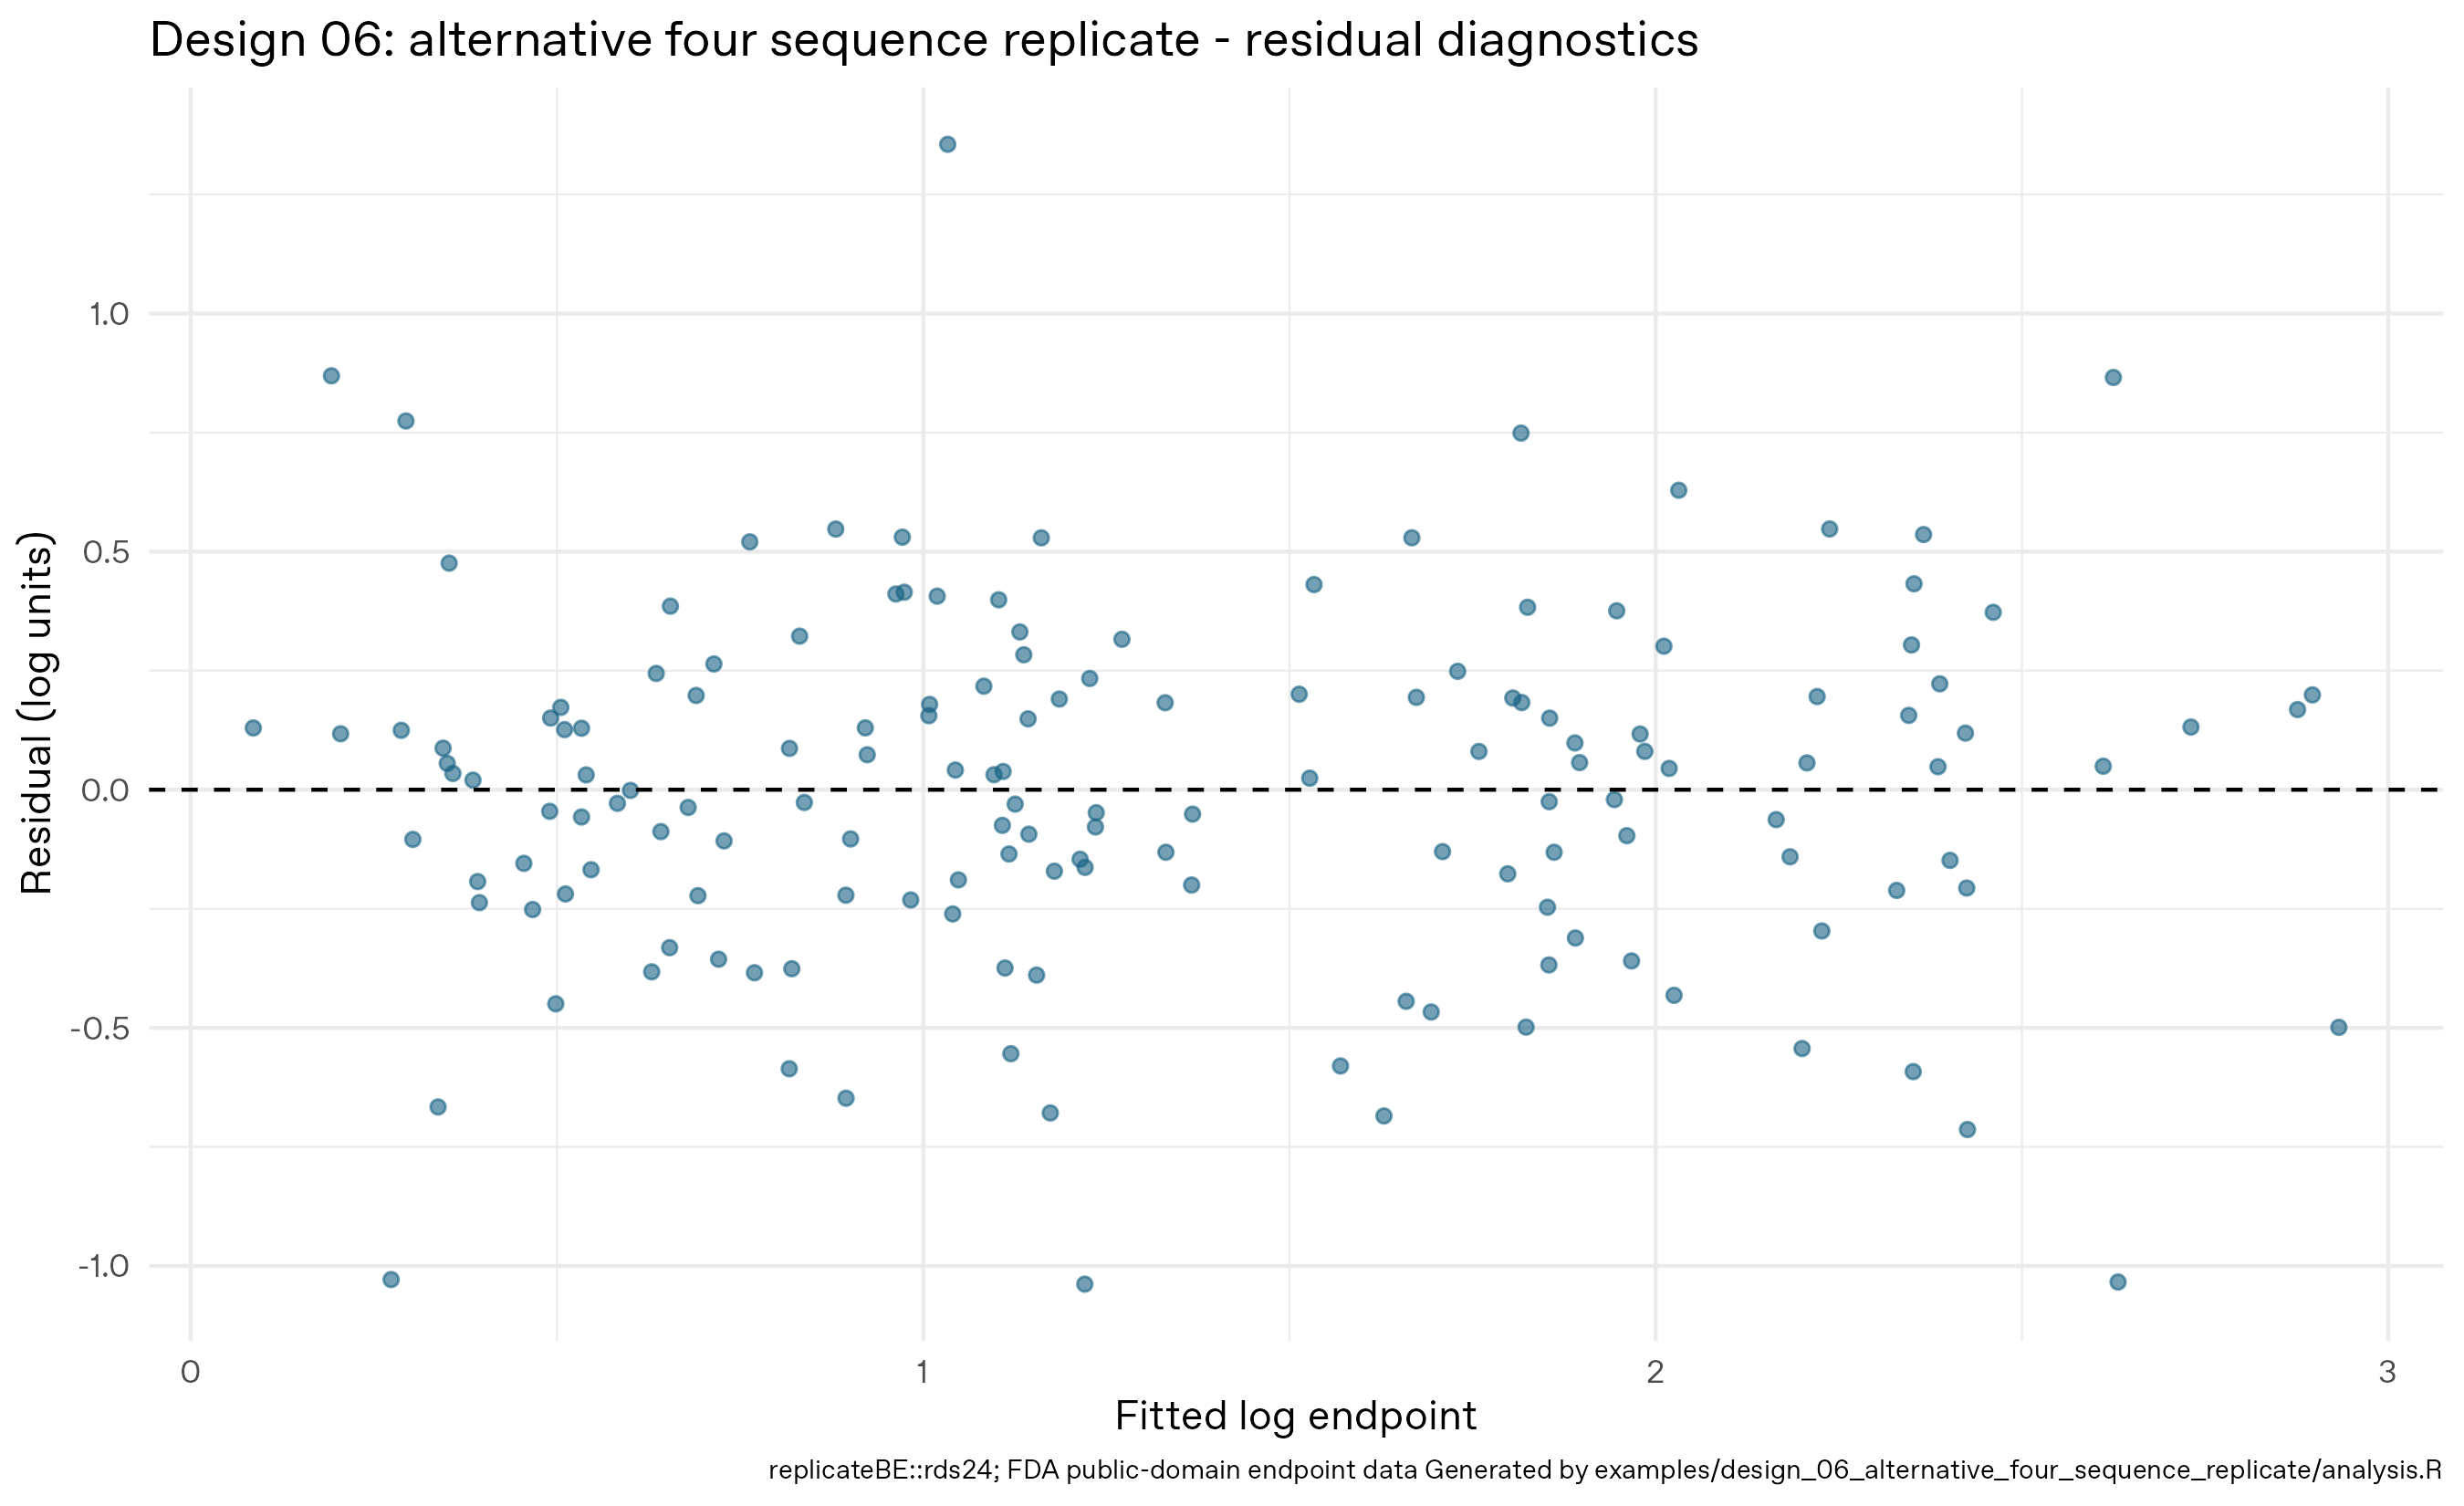 Design 06: alternative four sequence replicate - residual diagnostics
1.0
0.5
0.0
-0.5
-1.0
Residual (log units)
0
1
2
3
Fitted log endpoint
replicateBE::rds24; FDA public-domain endpoint data Generated by examples/design_06_alternative_four_sequence_replicate/analysis.R